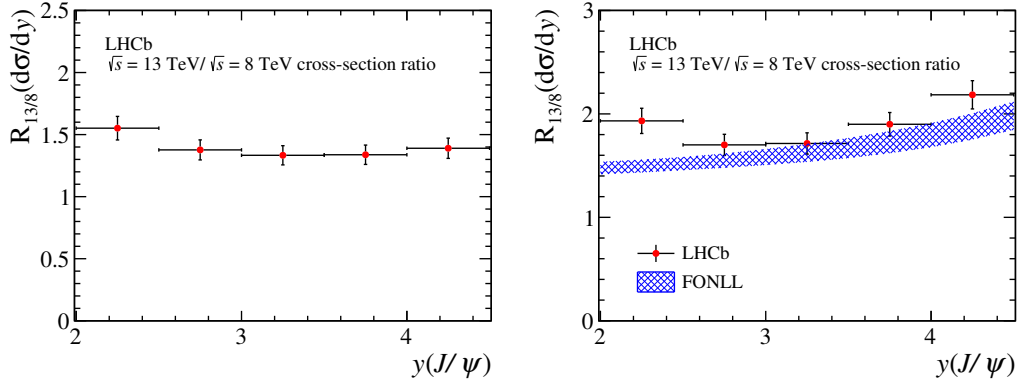 2.5
2
1.5
1
0.5
0
2
3
4
R13/8(dσ/dy)
LHCb
√s = 13 TeV/ √s = 8 TeV cross-section ratio
y(J/ψ)
3
2
1
0
2
3
4
R13/8(dσ/dy)
LHCb
√s = 13 TeV/ √s = 8 TeV cross-section ratio
LHCb
FONLL
y(J/ψ)